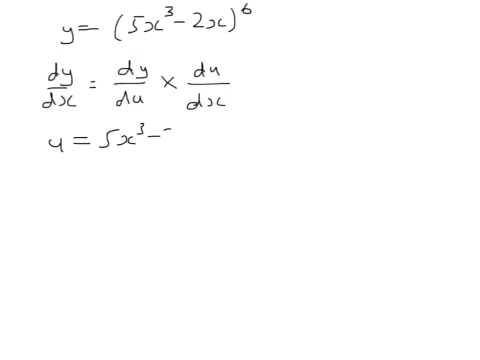 y = (5x³ - 2x)⁶
dy/dx = dy/du × du/dx
u = 5x³ -